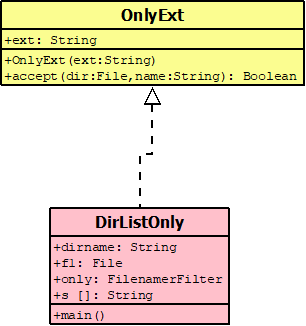 OnlyExt
+ext: String
+OnlyExt(ext:String)
+accept(dir:File,name:String): Boolean
DirListOnly
+dirname: String
+fl: File
+only: FilenamerFilter
+s []: String
+main()